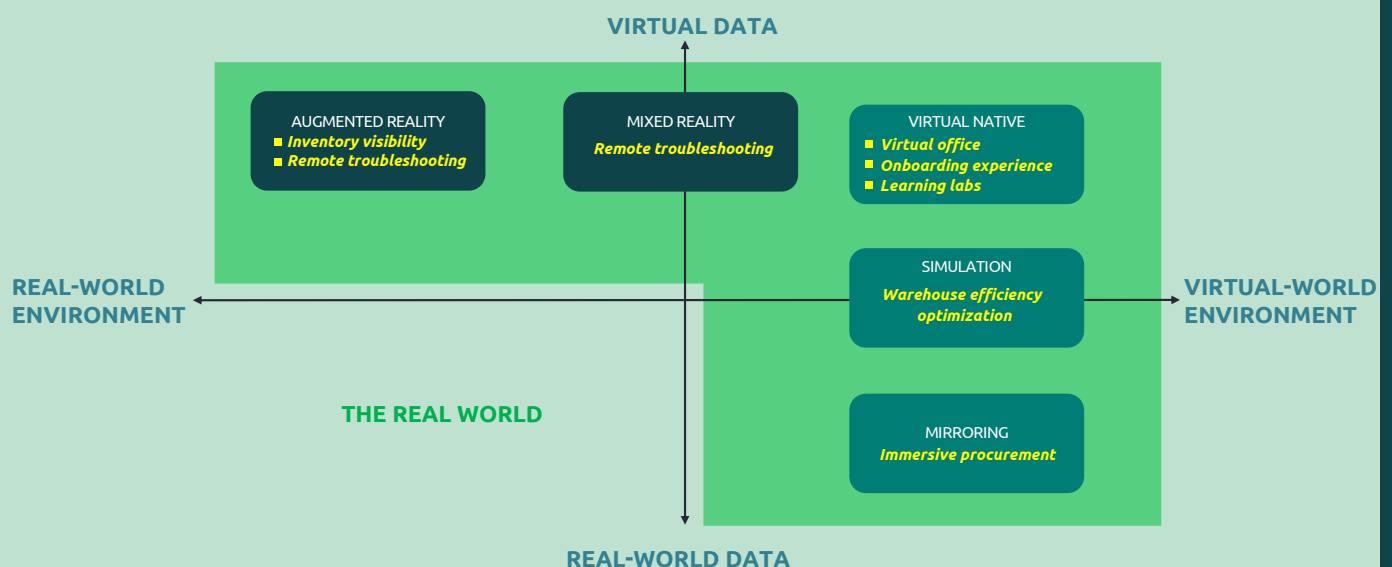 VIRTUAL DATA
AUGMENTED REALITY
Inventory visibility
Remote troubleshooting
MIXED REALITY
Remote troubleshooting
VIRTUAL NATIVE
Virtual office
Onboarding experience
Learning labs
REAL-WORLD
ENVIRONMENT
SIMULATION
Warehouse efficiency
optimization
VIRTUAL-WORLD
ENVIRONMENT
THE REAL WORLD
MIRRORING
Immersive procurement
REAL-WORLD DATA